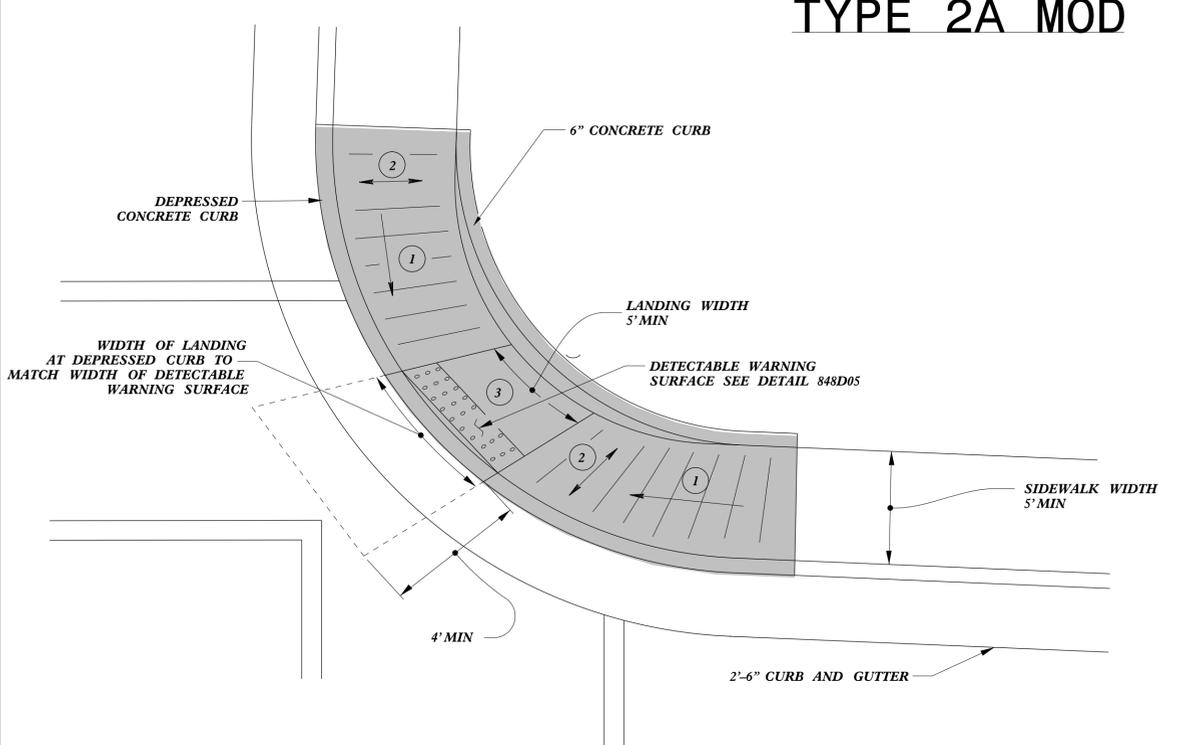 TYPE 2A MOD
6" CONCRETE CURB
2
DEPRESSED
CONCRETE CURB
1
LANDING WIDTH
5' MIN
WIDTH OF LANDING
AT DEPRESSED CURB TO
MATCH WIDTH OF DETECTABLE
WARNING SURFACE
DETECTABLE WARNING
SURFACE SEE DETAIL 848D05
3
2
1
SIDEWALK WIDTH
5' MIN
4' MIN
2'–6" CURB AND GUTTER